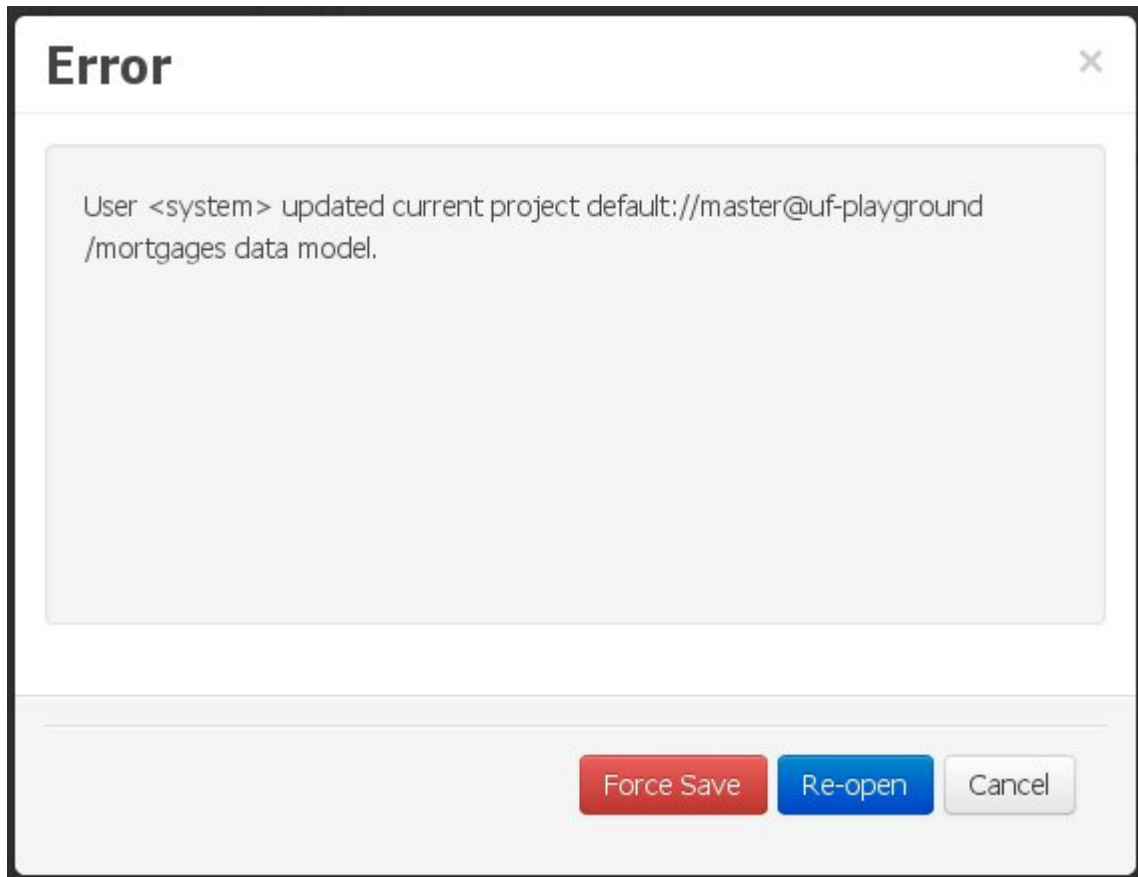 Error
×
User <system> updated current project default://master@uf-playground
/mortgages data model.
Force Save
Re-open
Cancel